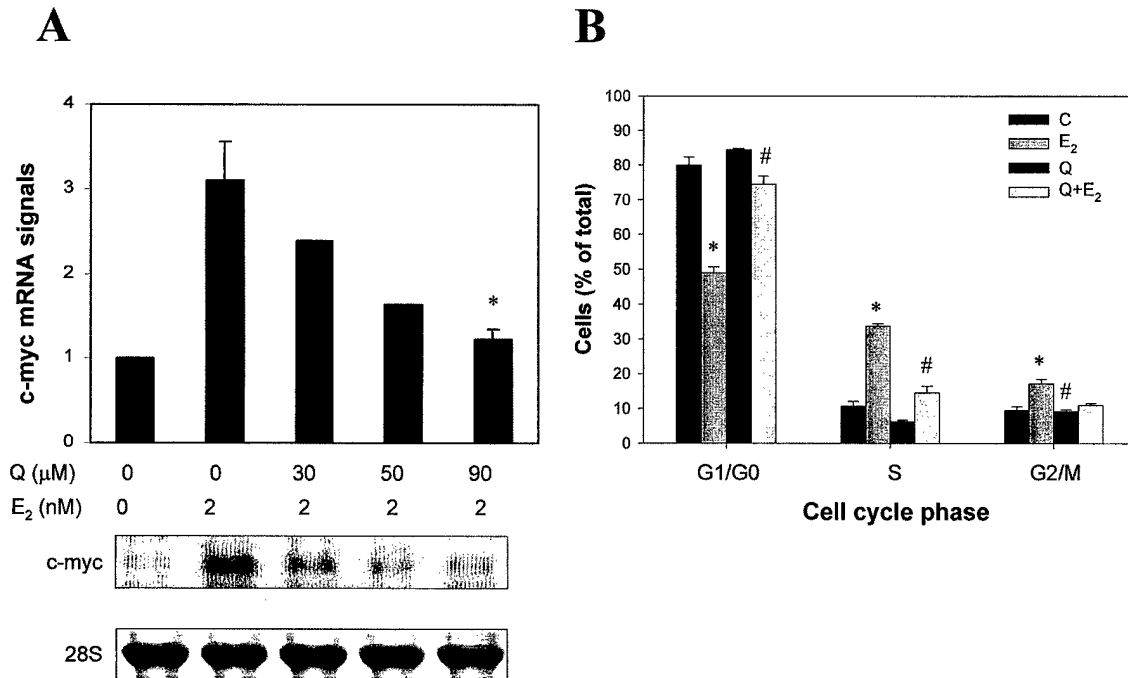 A
c-myc mRNA signals
4
3
2
1
0
*
Q (µM) 0 0 30 50 90
E₂ (nM) 0 2 2 2 2
c-myc
28S
B
Cells (% of total)
100
90
80
70
60
50
40
30
20
10
0
C
E₂
Q
Q+E₂
* #
* #
* #
G1/G0 S G2/M
Cell cycle phase